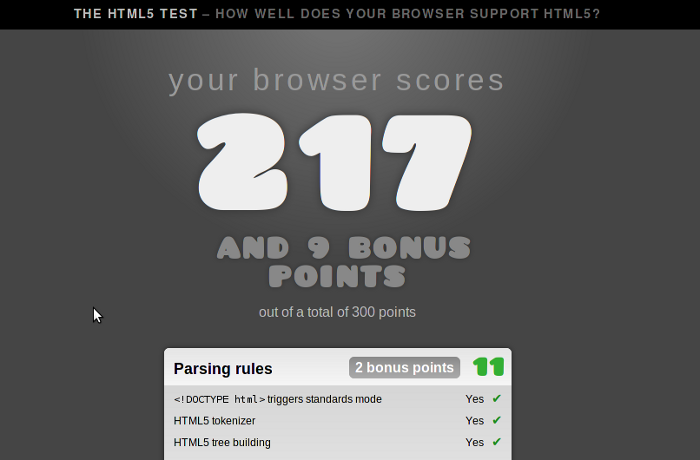 THE HTML5 TEST – HOW WELL DOES YOUR BROWSER SUPPORT HTML5?
your browser scores
217
AND 9 BONUS
POINTS
out of a total of 300 points
Parsing rules 2 bonus points 11
<!DOCTYPE html> triggers standards mode Yes ✔
HTML5 tokenizer Yes ✔
HTML5 tree building Yes ✔